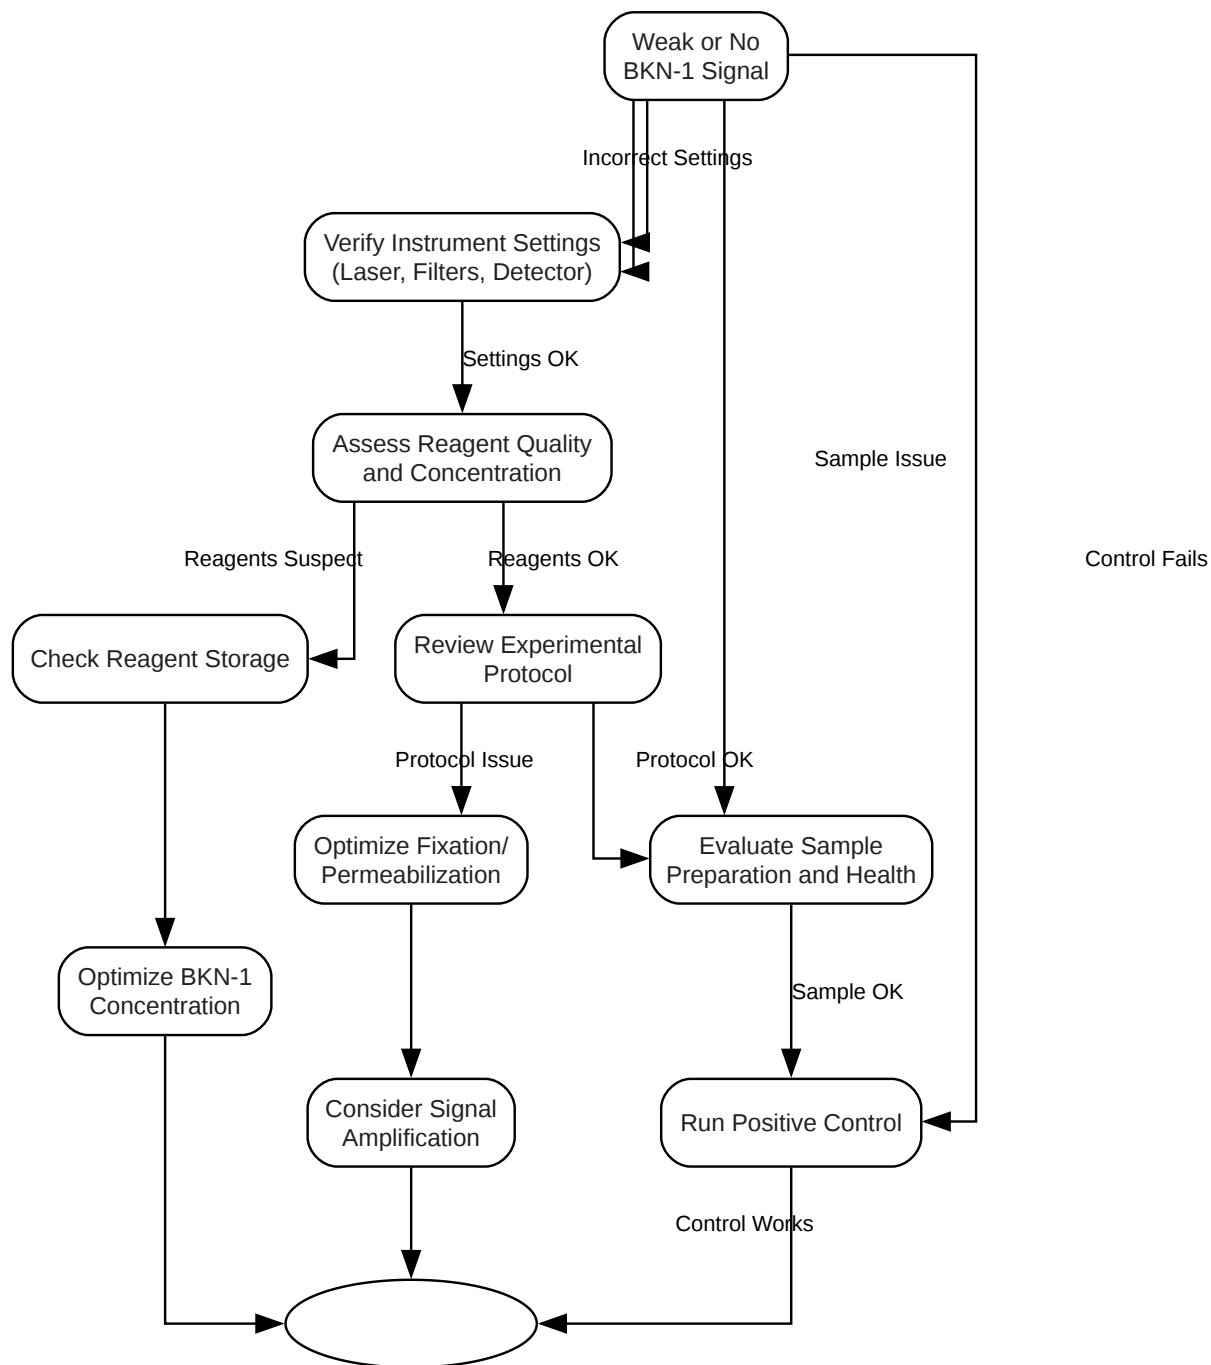 Weak or No
BKN-1 Signal
Incorrect Settings
Verify Instrument Settings
(Laser, Filters, Detector)
Settings OK
Assess Reagent Quality
and Concentration
Sample Issue
Reagents Suspect
Reagents OK
Control Fails
Check Reagent Storage
Review Experimental
Protocol
Protocol Issue
Protocol OK
Optimize Fixation/
Permeabilization
Evaluate Sample
Preparation and Health
Optimize BKN-1
Concentration
Sample OK
Consider Signal
Amplification
Run Positive Control
Control Works